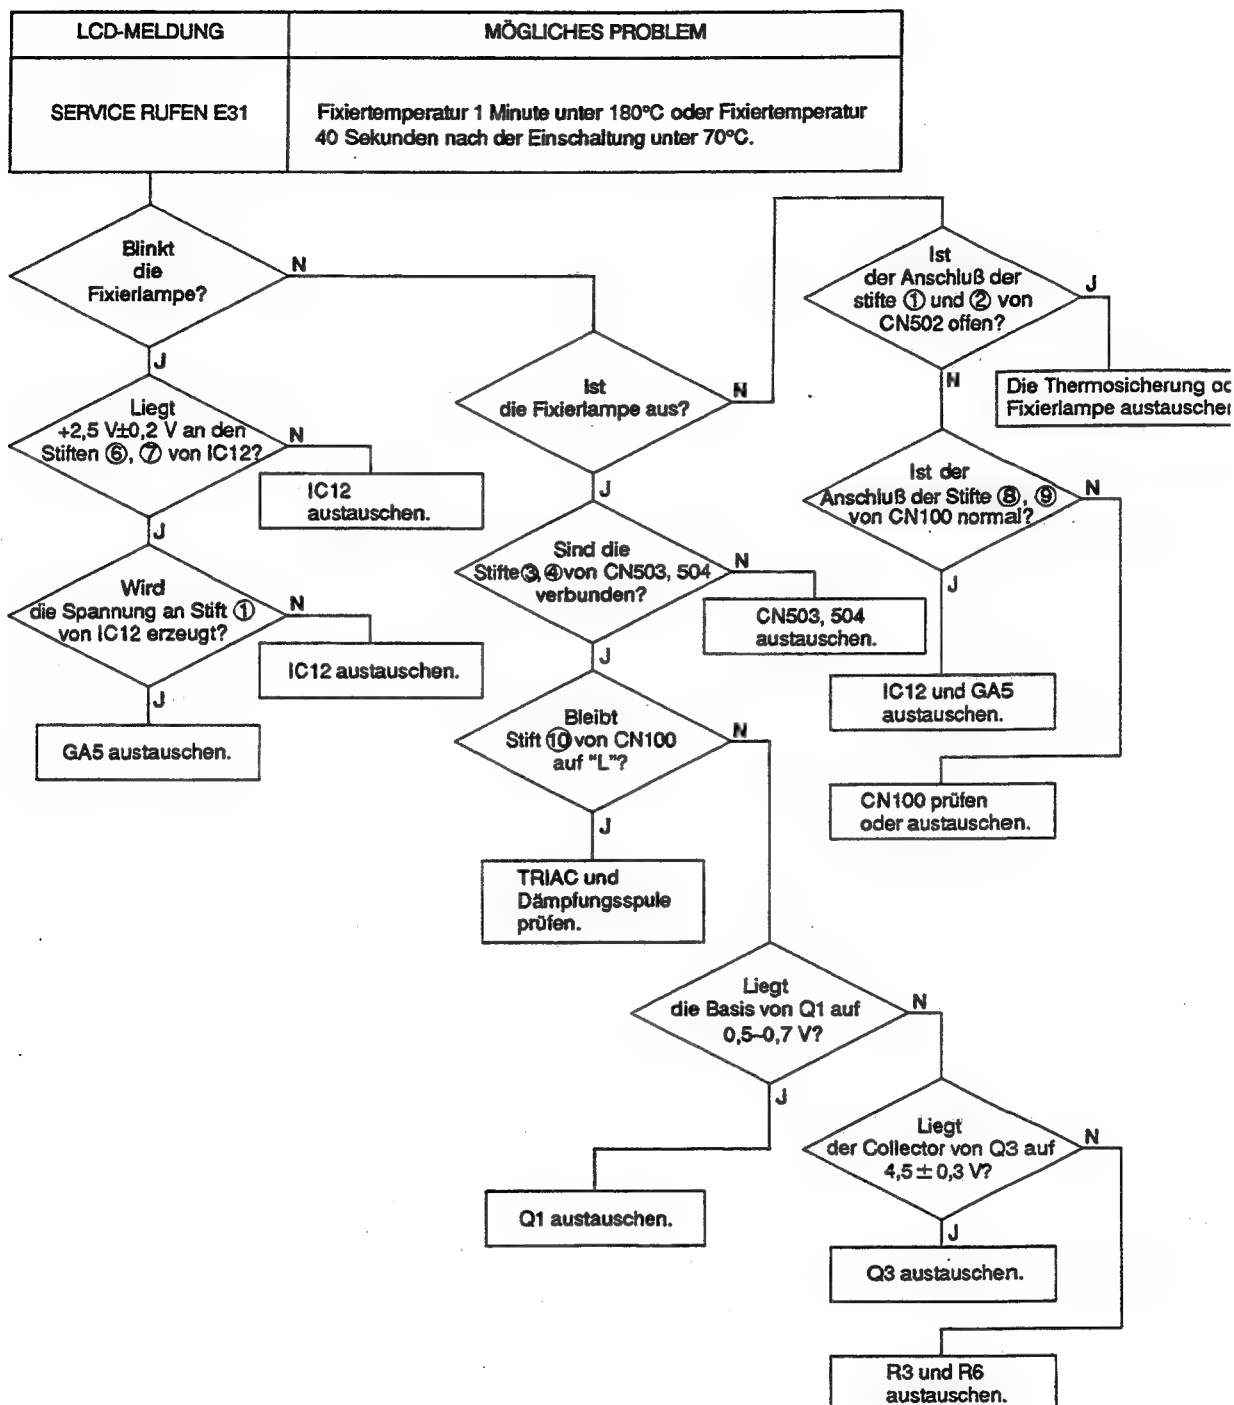 LCD-MELDUNG
MÖGLICHES PROBLEM
SERVICE RUFEN E31
Fixiertemperatur 1 Minute unter 180°C oder Fixiertemperatur
40 Sekunden nach der Einschaltung unter 70°C.
Blinkt
die
Fixierlampe?
N
J
Liegt
+2,5 V±0,2 V an den
Stiften ⑥, ⑦ von IC12?
N
IC12
austauschen.
J
Wird
die Spannung an Stift ①
von IC12 erzeugt?
N
IC12 austauschen.
J
GA5 austauschen.
Ist
die Fixierlampe aus?
N
J
Sind die
Stifte③,④von CN503, 504
verbunden?
N
CN503, 504
austauschen.
J
Bleibt
Stift ⑩von CN100
auf "L"?
N
J
TRIAC und
Dämpfungsspule
prüfen.
Ist
der Anschluß der
stifte ① und ② von
CN502 offen?
J
Die Thermosicherung
Fixierlampe
N
Ist der
Anschluß der Stifte ⑧, ⑨
von CN100 normal?
N
J
IC12 und GA5
austauschen.
CN100 prüfen
oder austauschen.
Liegt
die Basis von Q1 auf
0,5–0,7 V?
N
J
Q1 austauschen.
Liegt
der Collector von Q3 auf
4,5 ± 0,3 V?
N
J
Q3 austauschen.
R3 und R6
austauschen.